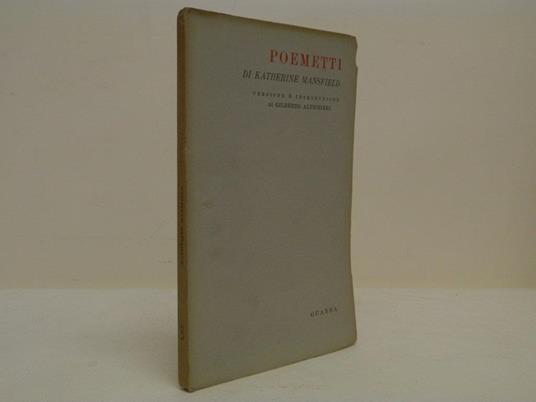 POEMETTI
DI KATHERINE MANSFIELD
VERSIONE E INTRODUZIONE
DI GILBERTO ALTICHIERI
GUANDA